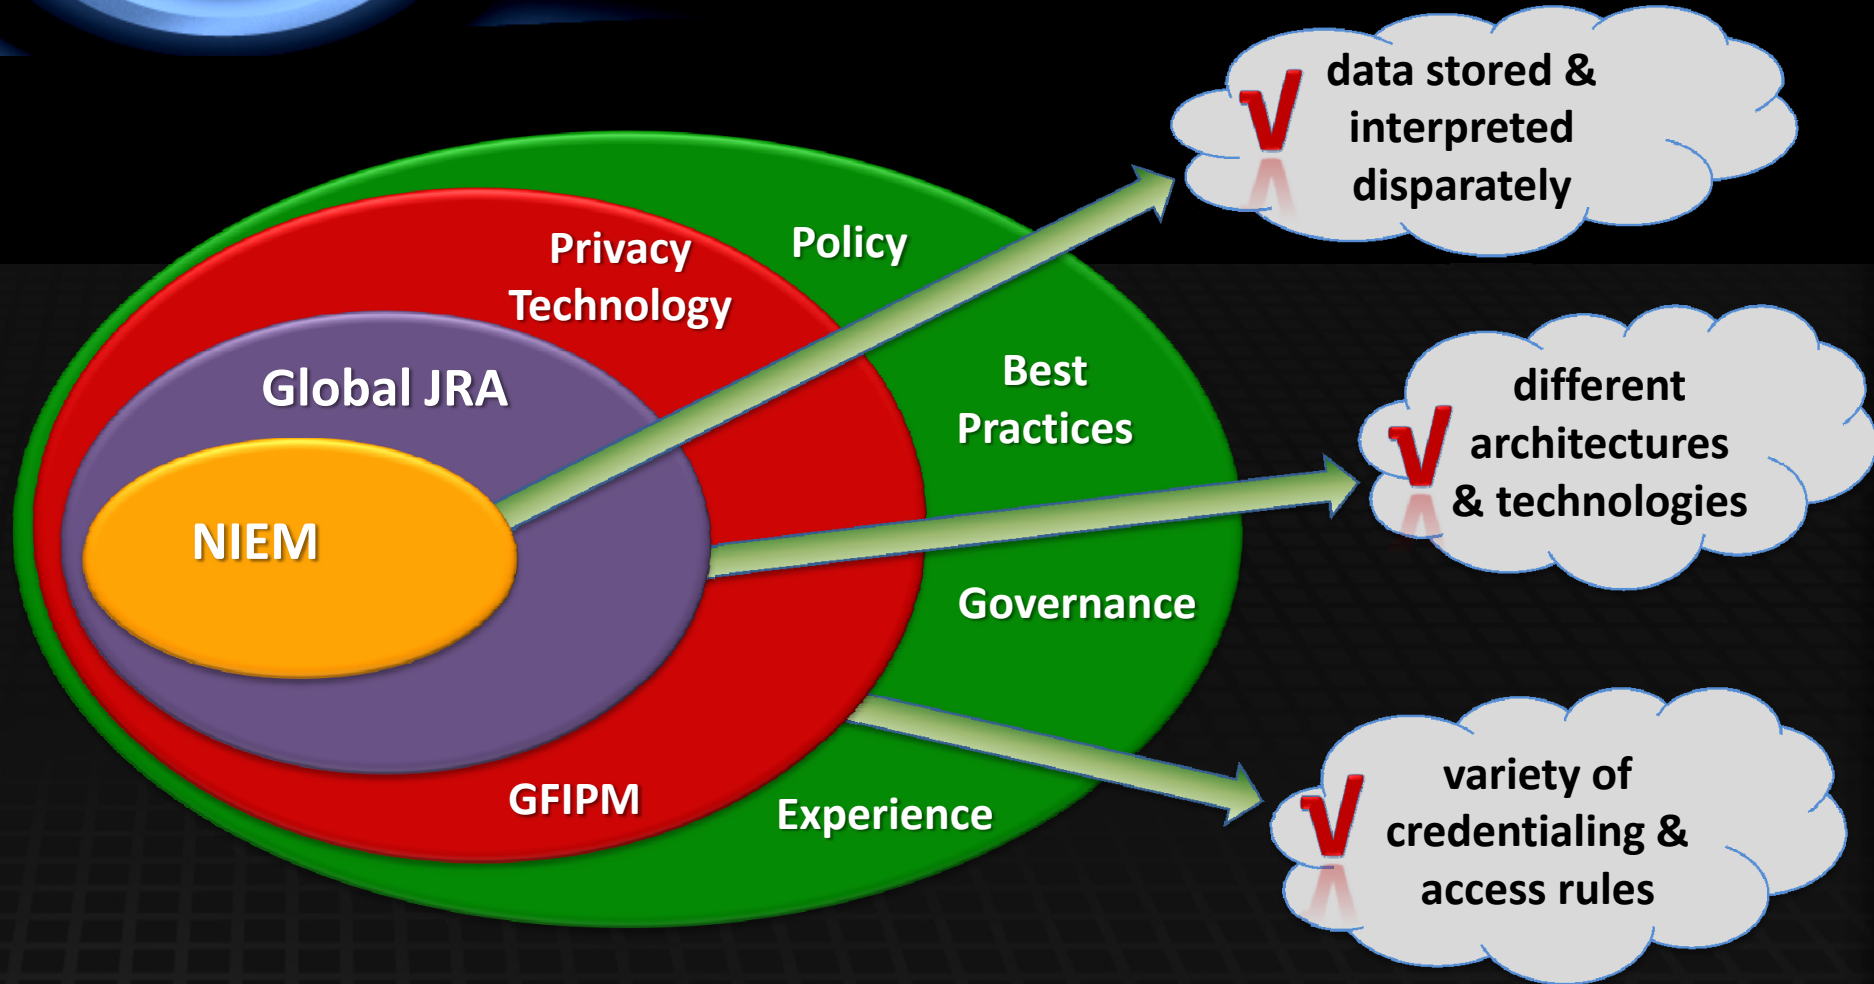 Privacy
Technology
Policy
Global JRA
NIEM
Best
Practices
Governance
GFIPM
Experience
√ data stored &
interpreted
disparately
√ different
architectures
& technologies
√ variety of
credentialing &
access rules